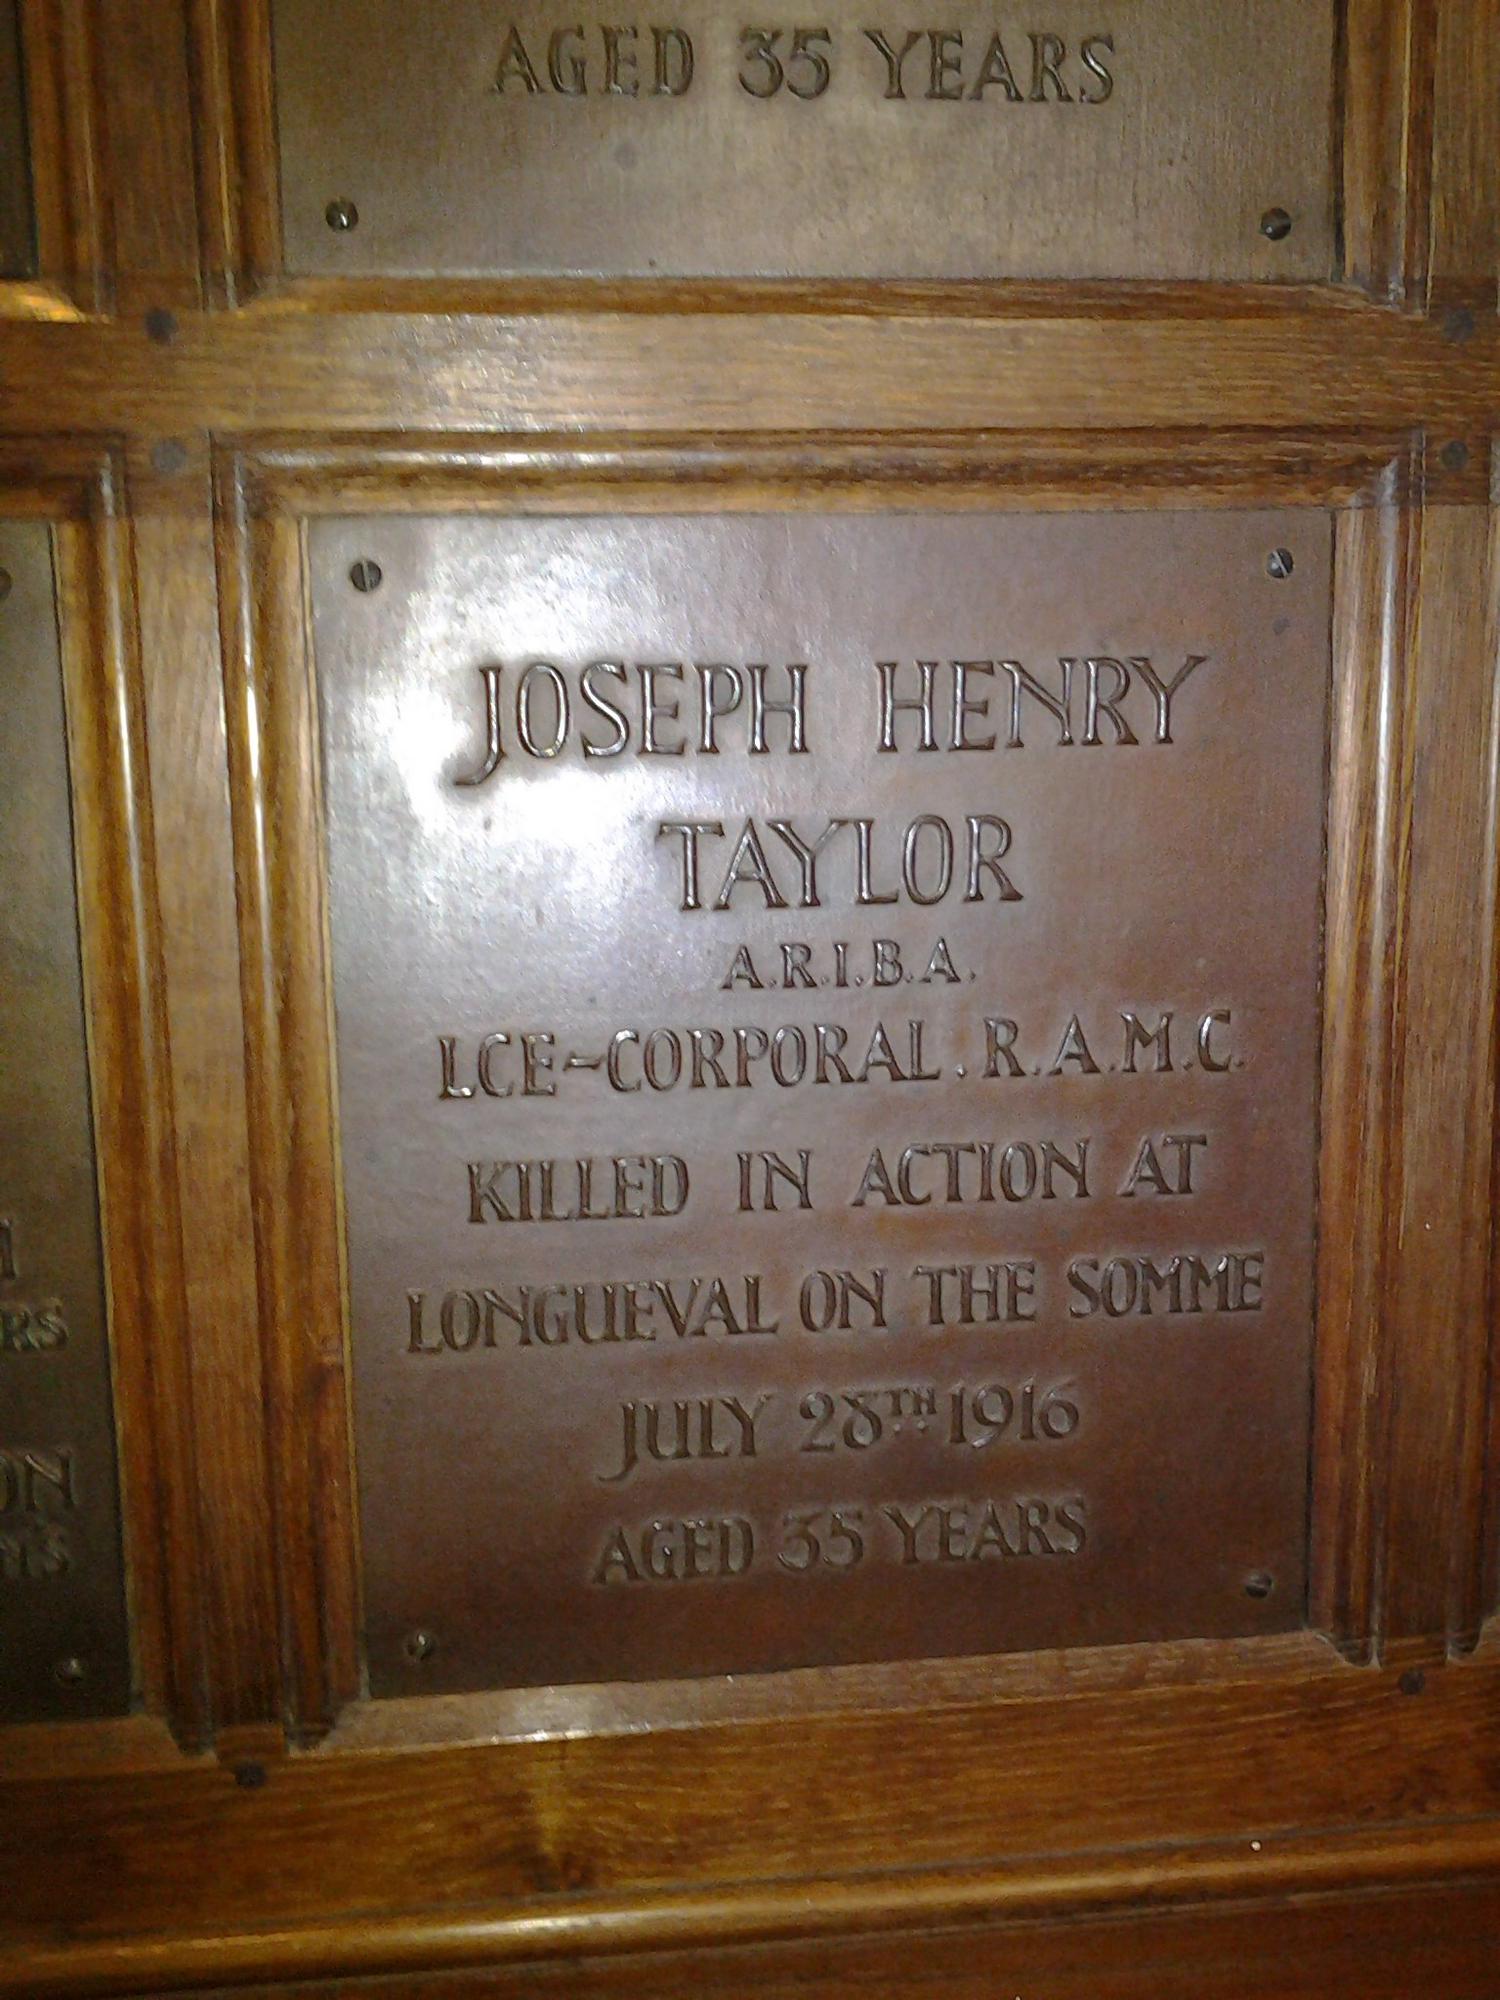 AGED 35 YEARS
JOSEPH HENRY
TAYLOR
A.R.I.B.A.
LCE-CORPORAL. R.A.M.C.
KILLED IN ACTION AT
LONGUEVAL ON THE SOMME
JULY 28TH 1916
AGED 35 YEARS